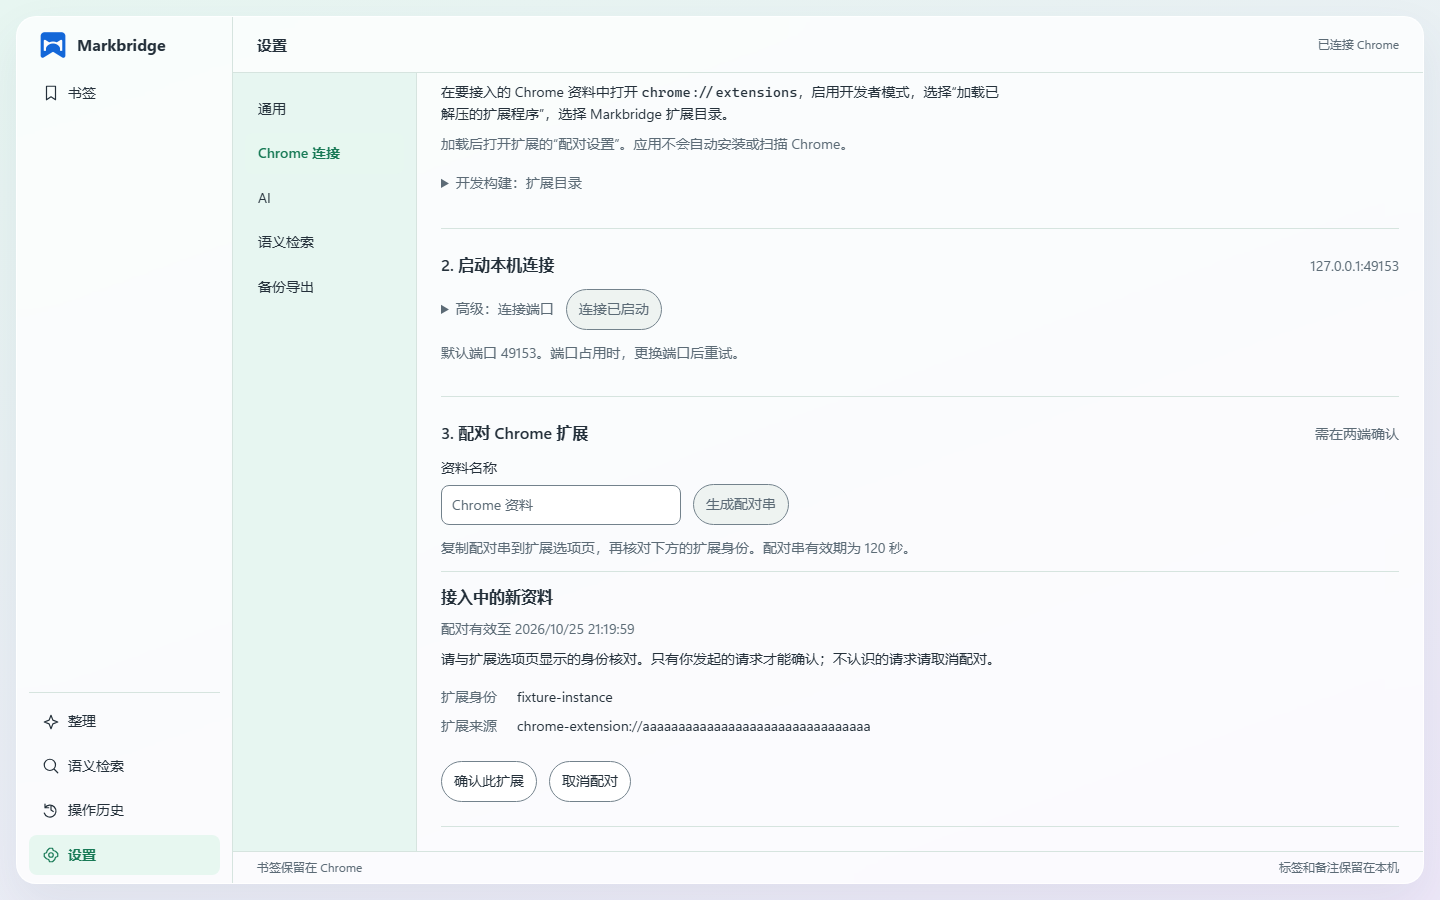 Markbridge
设置
已连接 Chrome
书签
通用
Chrome 连接
AI
语义检索
备份导出
在要接入的 Chrome 资料中打开 chrome://extensions，启用开发者模式，选择“加载已
解压的扩展程序”，选择 Markbridge 扩展目录。
加载后打开扩展的“配对设置”。应用不会自动安装或扫描 Chrome。
开发构建：扩展目录
2. 启动本机连接
127.0.0.1:49153
高级：连接端口
连接已启动
默认端口 49153。端口占用时，更换端口后重试。
3. 配对 Chrome 扩展
需在两端确认
资料名称
Chrome 资料
生成配对串
复制配对串到扩展选项页，再核对下方的扩展身份。配对串有效期为 120 秒。
接入中的新资料
配对有效至 2026/10/25 21:19:59
请与扩展选项页显示的身份核对。只有你发起的请求才能确认；不认识的请求请取消配对。
扩展身份 fixture-instance
扩展来源 chrome-extension://aaaaaaaaaaaaaaaaaaaaaaaaaaaaaaaa
确认此扩展
取消配对
整理
语义检索
操作历史
设置
书签保留在 Chrome
标签和备注保留在本机